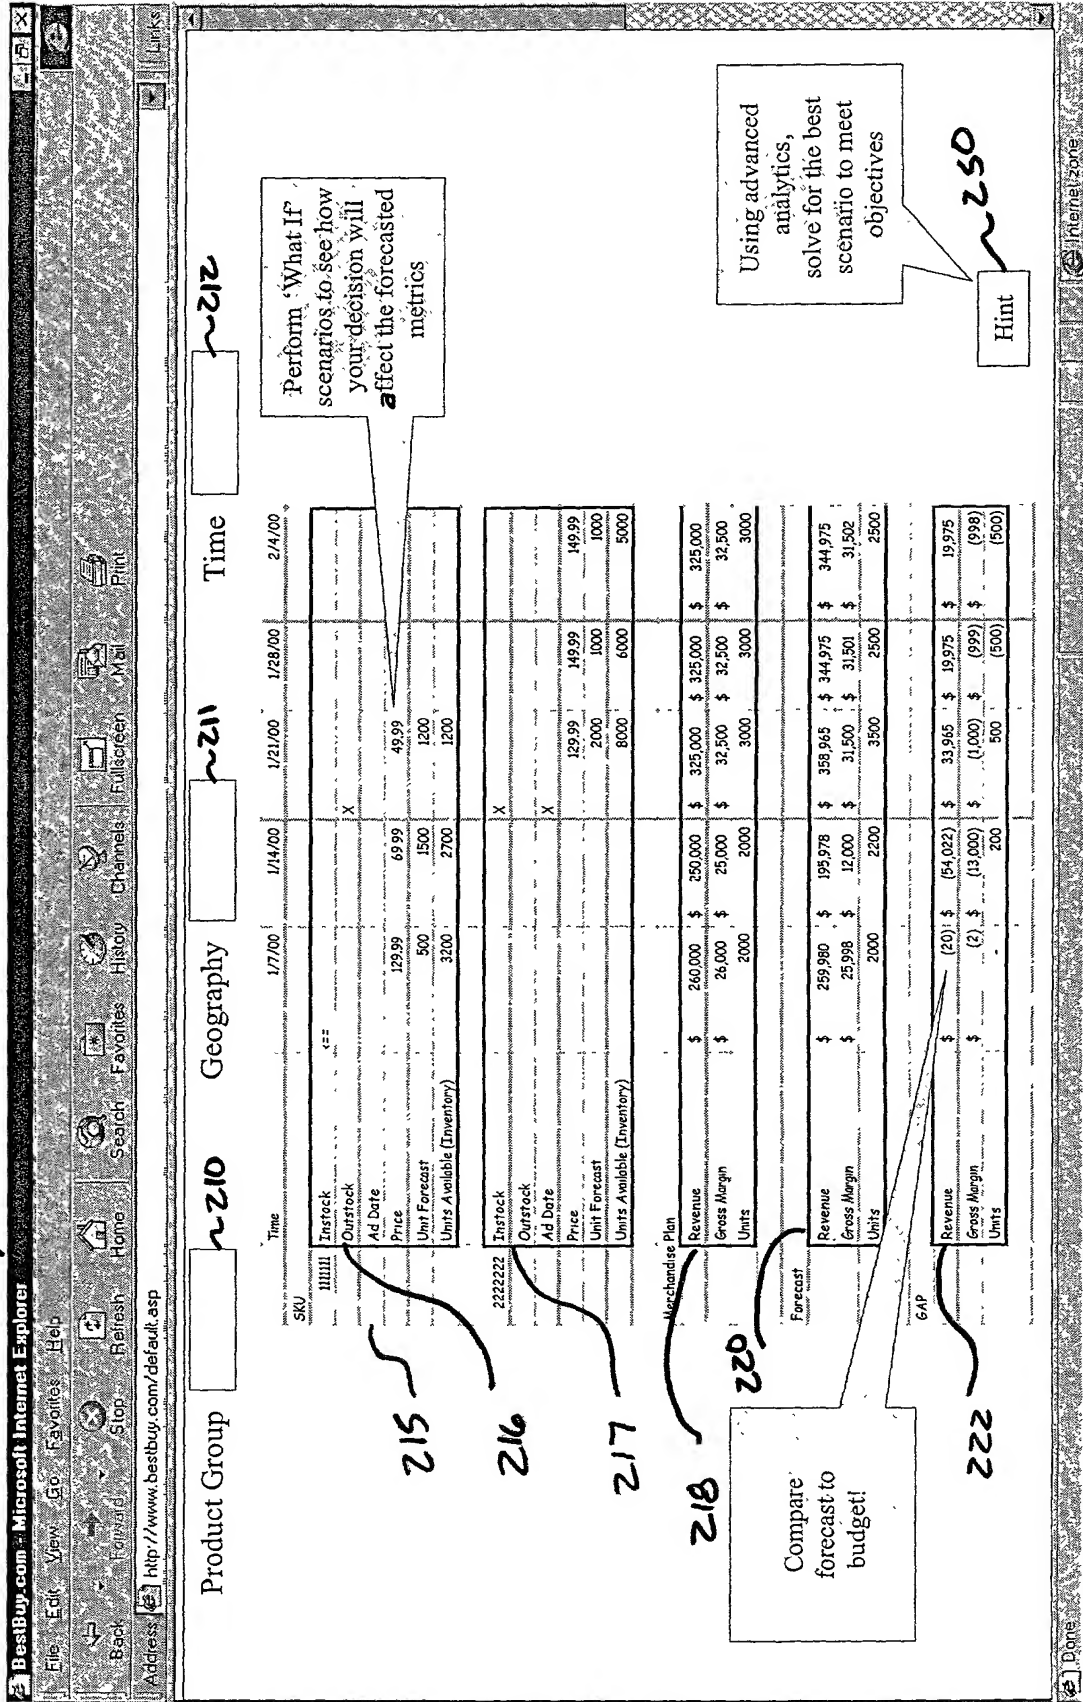 BestBuy.com - Microsoft Internet Explorer
File Edit View Go Favorites Help
Back Forward Stop Refresh Home Search Favorites History Channels Fullscreen Mail Print
Address http://www.bestbuy.com/default.asp Links
Product Group ~210 Geography ~211 Time ~212
Time 1/7/00 1/14/00 1/21/00 1/28/00 2/4/00
SKU
1111111 Instock <==
Outstock X
Ad Date
Price 129.99 69.99 49.99
Unit Forecast 500 1500 1200
Units Available (Inventory) 3200 2700 1200
2222222 Instock X
Outstock
Ad Date X
Price 129.99 149.99 149.99
Unit Forecast 2000 1000 1000
Units Available (Inventory) 8000 6000 5000
Merchandise Plan
Revenue $ 260,000 $ 250,000 $ 325,000 $ 325,000 $ 325,000
Gross Margin $ 26,000 $ 25,000 $ 32,500 $ 32,500 $ 32,500
Units 2000 2000 3000 3000 3000
Forecast
Revenue $ 259,980 $ 195,978 $ 358,965 $ 344,975 $ 344,975
Gross Margin $ 25,998 $ 12,000 $ 31,500 $ 31,501 $ 31,502
Units 2000 2200 3500 2500 2500
GAP
Revenue $ (20) $ (54,022) $ 33,965 $ 19,975 $ 19,975
Gross Margin $ (2) $ (13,000) $ (1,000) $ (999) $ (998)
Units - 200 500 (500) (500)
215
216
217
218
220
222
Perform 'What If'
scenarios to see how
your decision will
affect the forecasted
metrics
Compare
forecast to
budget!
Using advanced
analytics,
solve for the best
scenario to meet
objectives
Hint ~250
Done Internet zone